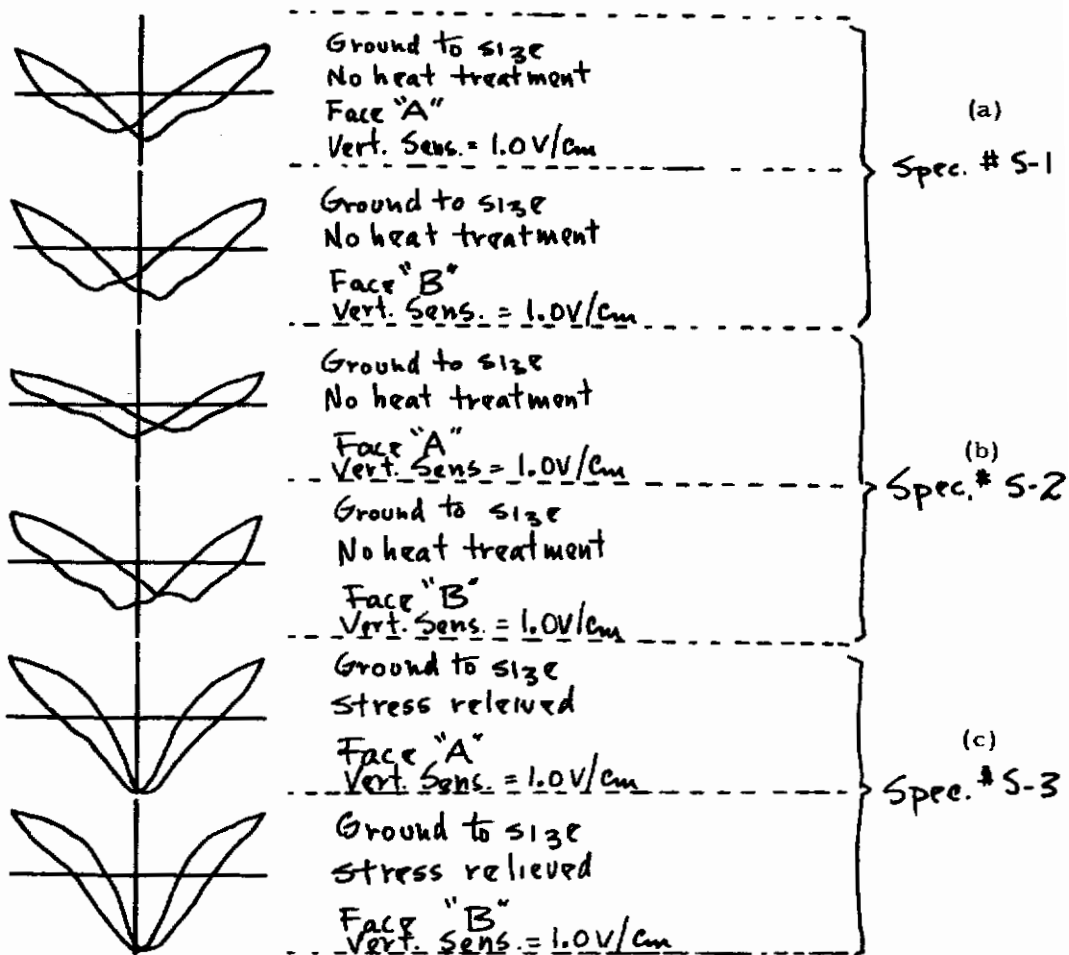 Ground to size
No heat treatment
Face "A"
Vert. Sens. = 1.0V/cm
(a)
Spec. # S-1
Ground to size
No heat treatment
Face "B"
Vert. Sens. = 1.0V/cm
Ground to size
No heat treatment
Face "A"
Vert. Sens = 1.0V/cm
(b)
Spec. # S-2
Ground to size
No heat treatment
Face "B"
Vert. Sens. = 1.0V/cm
Ground to size
stress releived
Face "A"
Vert. Sens. = 1.0V/cm
(c)
Spec. # S-3
Ground to size
stress relieved
Face "B"
Vert. Sens. = 1.0V/cm